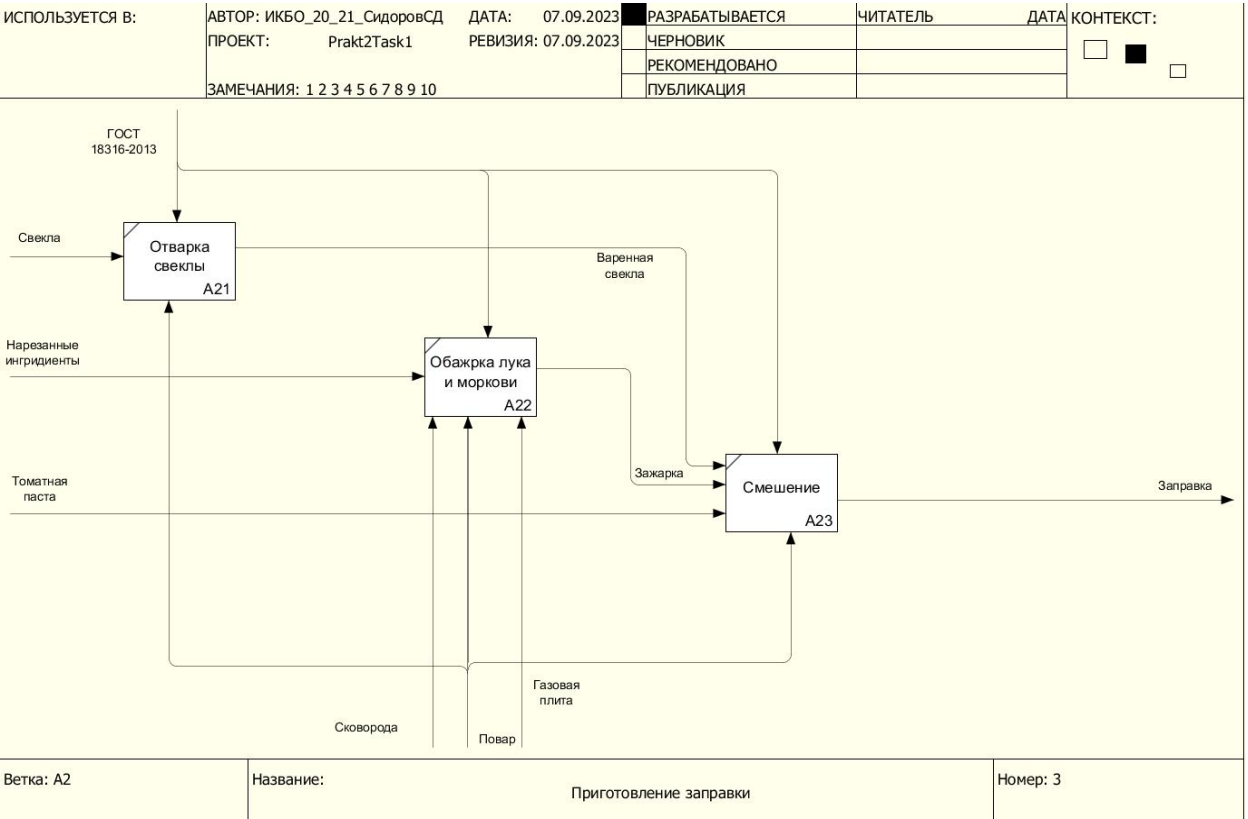 ИСПОЛЬЗУЕТСЯ В:
АВТОР: ИКБО_20_21_СидоровСД ДАТА: 07.09.2023
РАЗРАБАТЫВАЕТСЯ
ЧИТАТЕЛЬ ДАТА
КОНТЕКСТ:
ПРОЕКТ: Prakt2Task1 РЕВИЗИЯ: 07.09.2023
ЧЕРНОВИК
РЕКОМЕНДОВАНО
ЗАМЕЧАНИЯ: 1 2 3 4 5 6 7 8 9 10
ПУБЛИКАЦИЯ
ГОСТ
18316-2013
Свекла
Отварка
свеклы
A21
Варенная
свекла
Нарезанные
ингридиенты
Обажрка лука
и моркови
A22
Томатная
паста
Зажарка
Смешение
A23
Заправка
Газовая
плита
Сковорода
Повар
Ветка: A2
Название:
Приготовление заправки
Номер: 3